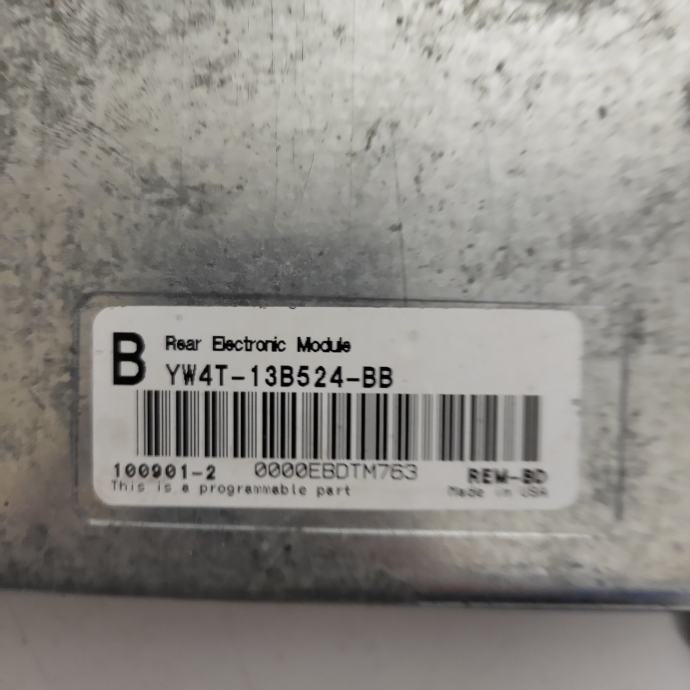 B
Rear Electronic Module
YW4T-13B524-BB
100901-2 0000EBDTM763 REM-BD
This is a programmable part Made in USA